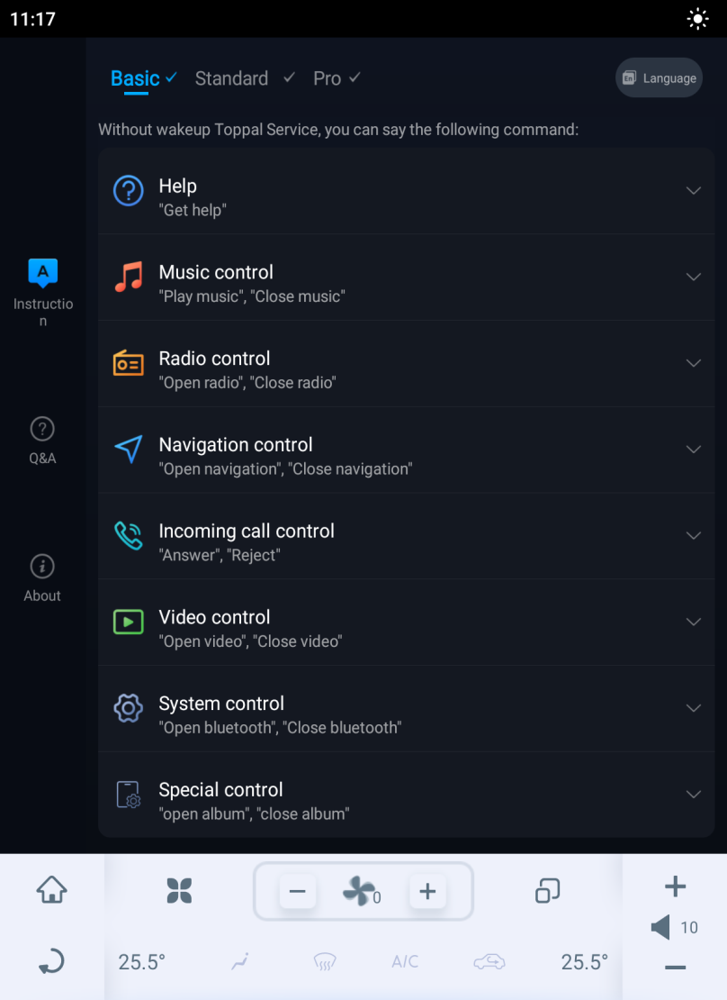 11:17
Basic
Standard
Pro
En
Language
Without wakeup Toppal Service, you can say the following command:
Help
"Get help"
Music control
"Play music", "Close music"
A
Instructio
n
Radio control
"Open radio", "Close radio"
Q&A
Navigation control
"Open navigation", "Close navigation"
Incoming call control
"Answer", "Reject"
About
Video control
"Open video", "Close video"
System control
"Open bluetooth", "Close bluetooth"
Special control
"open album", "close album"
0
10
25.5°
A/C
25.5°